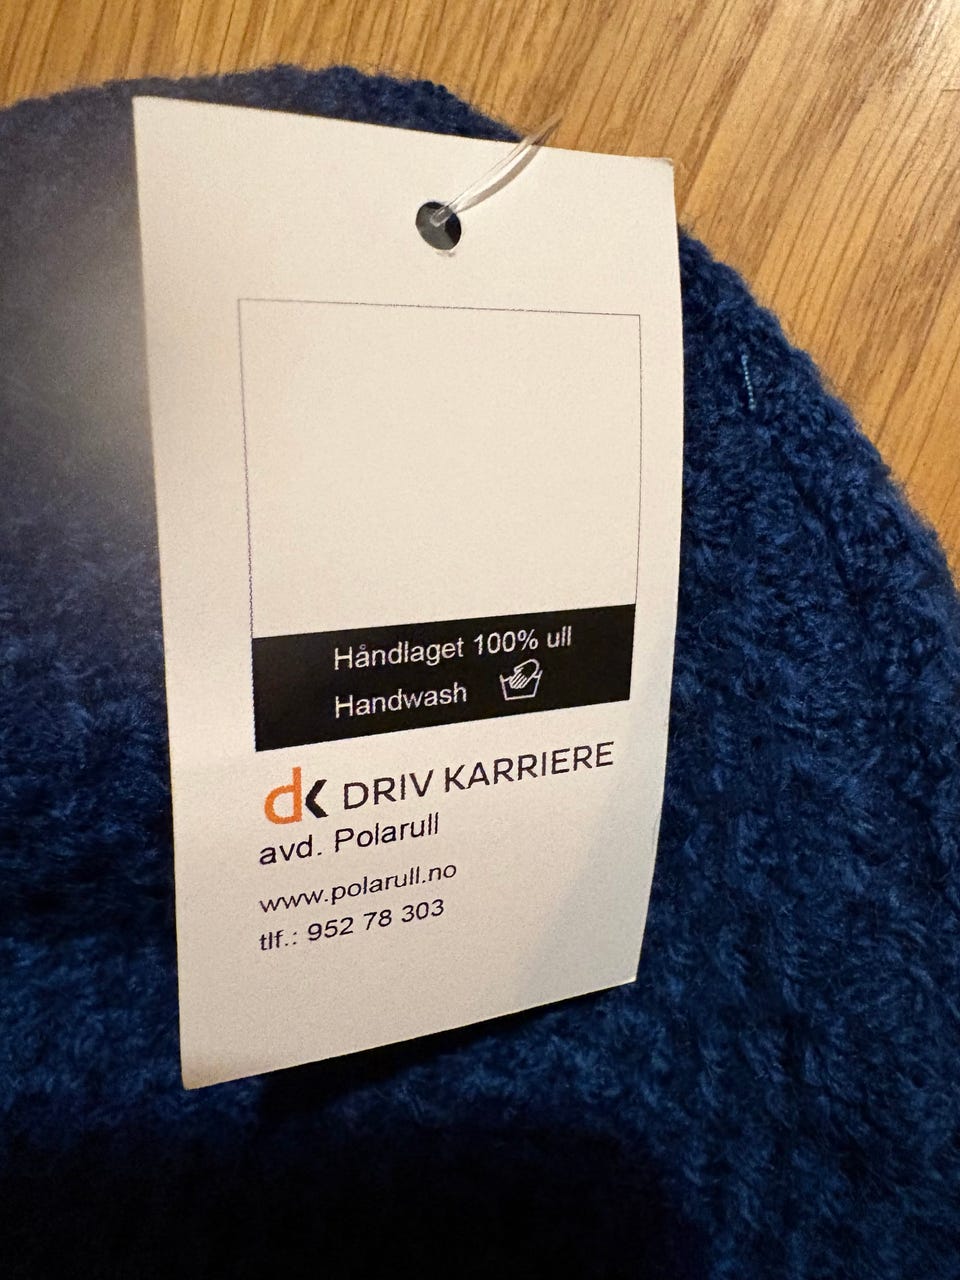 Håndlaget 100% ull
Handwash
dk DRIV KARRIERE
avd. Polarull
www.polarull.no
tlf.: 952 78 303